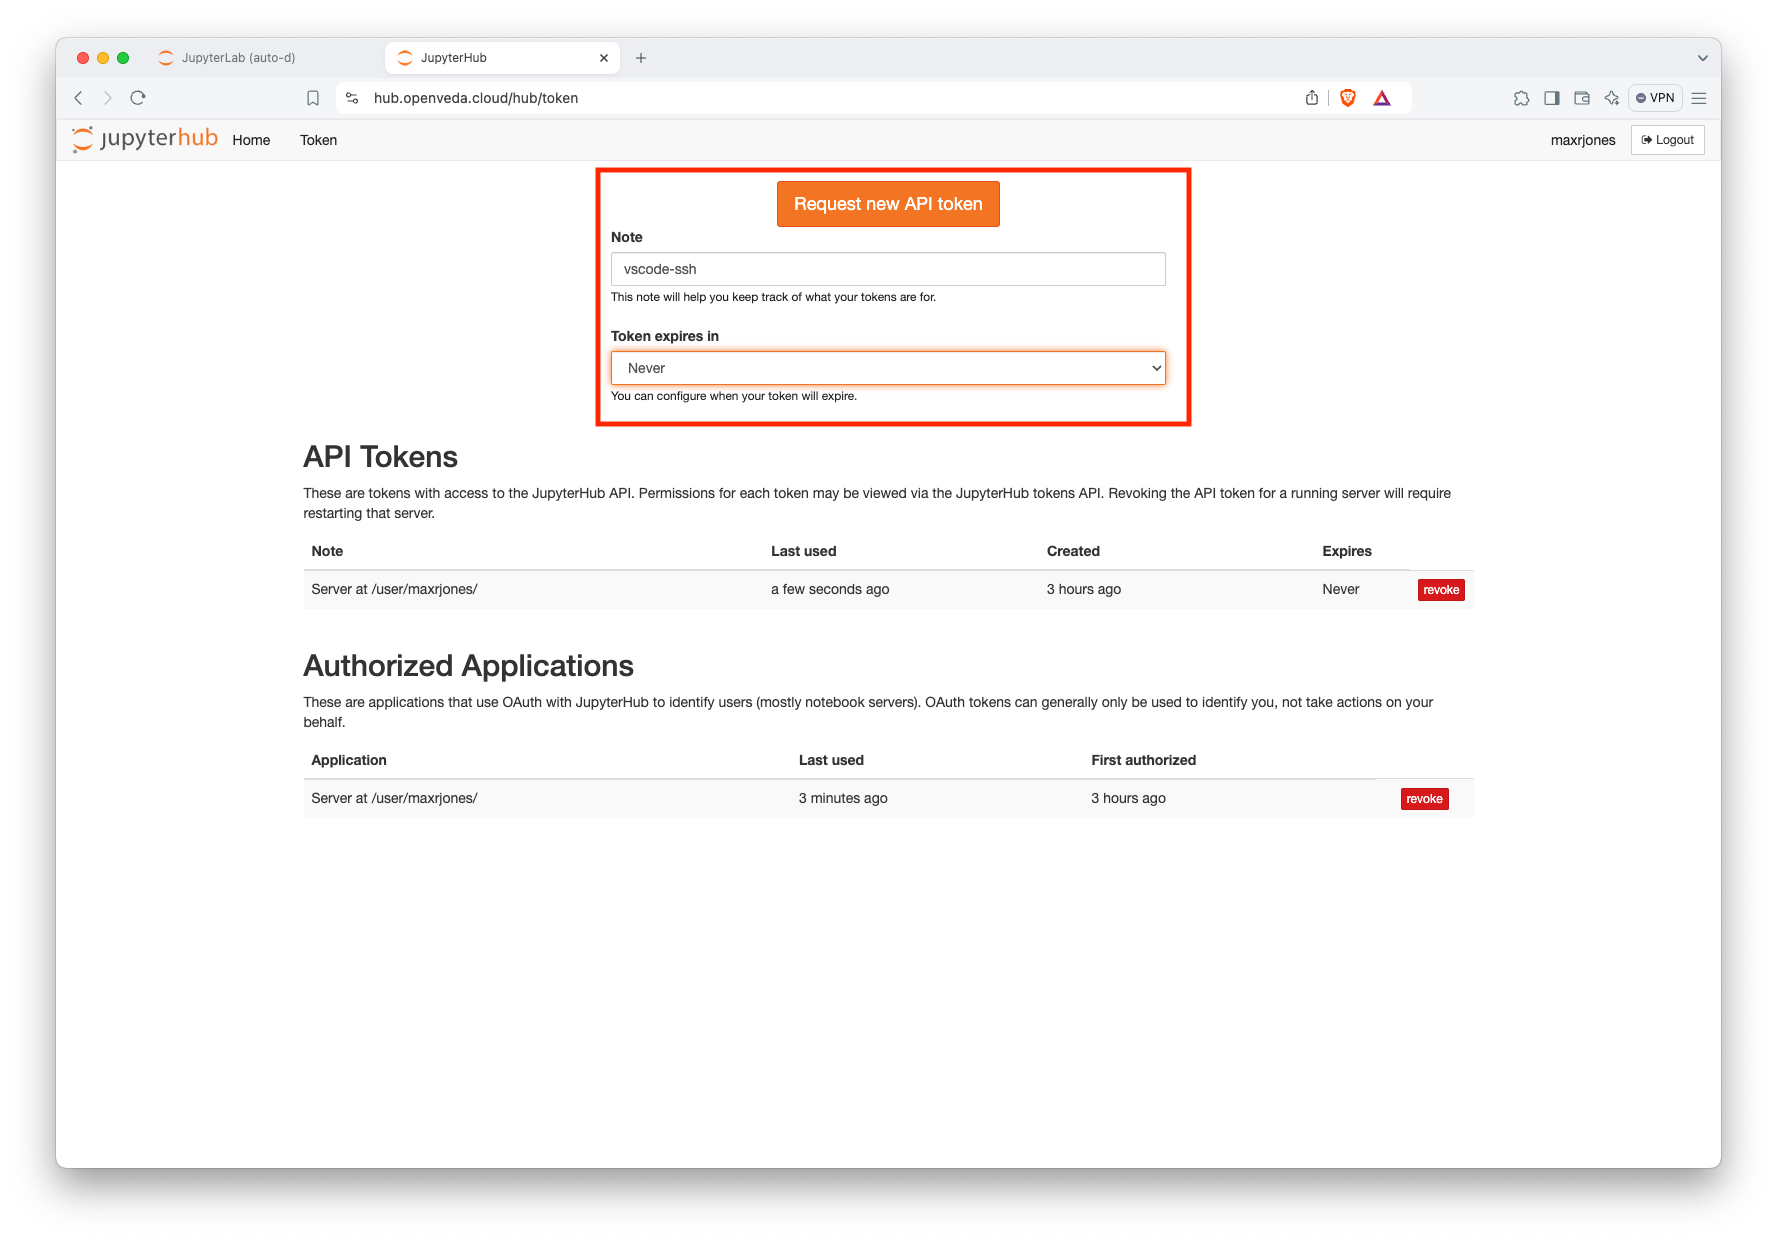 JupyterLab (auto-d)
JupyterHub
hub.openveda.cloud/hub/token
VPN
jupyterhub Home Token maxrjones Logout
Request new API token
Note
vscode-ssh
This note will help you keep track of what your tokens are for.
Token expires in
Never
You can configure when your token will expire.
API Tokens
These are tokens with access to the JupyterHub API. Permissions for each token may be viewed via the JupyterHub tokens API. Revoking the API token for a running server will require
restarting that server.
Note Last used Created Expires
Server at /user/maxrjones/ a few seconds ago 3 hours ago Never revoke
Authorized Applications
These are applications that use OAuth with JupyterHub to identify users (mostly notebook servers). OAuth tokens can generally only be used to identify you, not take actions on your
behalf.
Application Last used First authorized
Server at /user/maxrjones/ 3 minutes ago 3 hours ago revoke